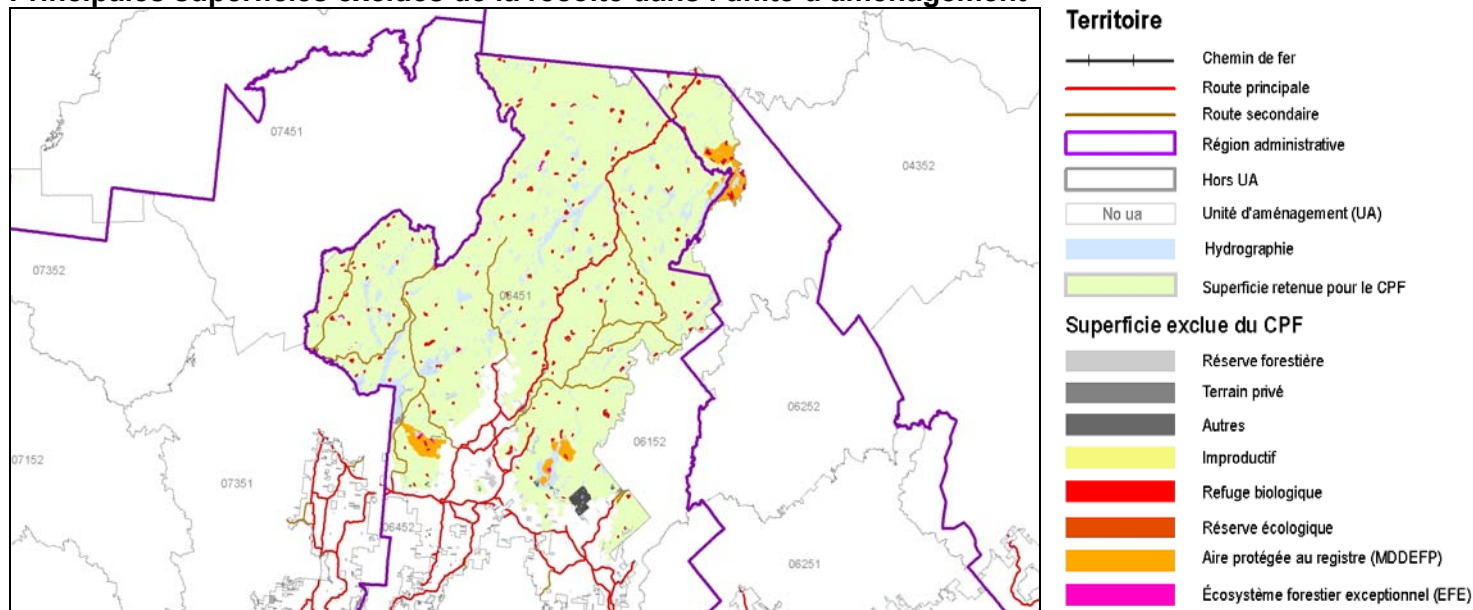 Principales superficies exclues de la récolte dans l'unité d'aménagement
07451
04352
07352
06451
06252
06152
07152
07351
06452
06251
Territoire
Chemin de fer
Route principale
Route secondaire
Région administrative
Hors UA
No ua Unité d'aménagement (UA)
Hydrographie
Superficie retenue pour le CPF
Superficie exclue du CPF
Réserve forestière
Terrain privé
Autres
Improductif
Refuge biologique
Réserve écologique
Aire protégée au registre (MDDEFP)
Écosystème forestier exceptionnel (EFE)